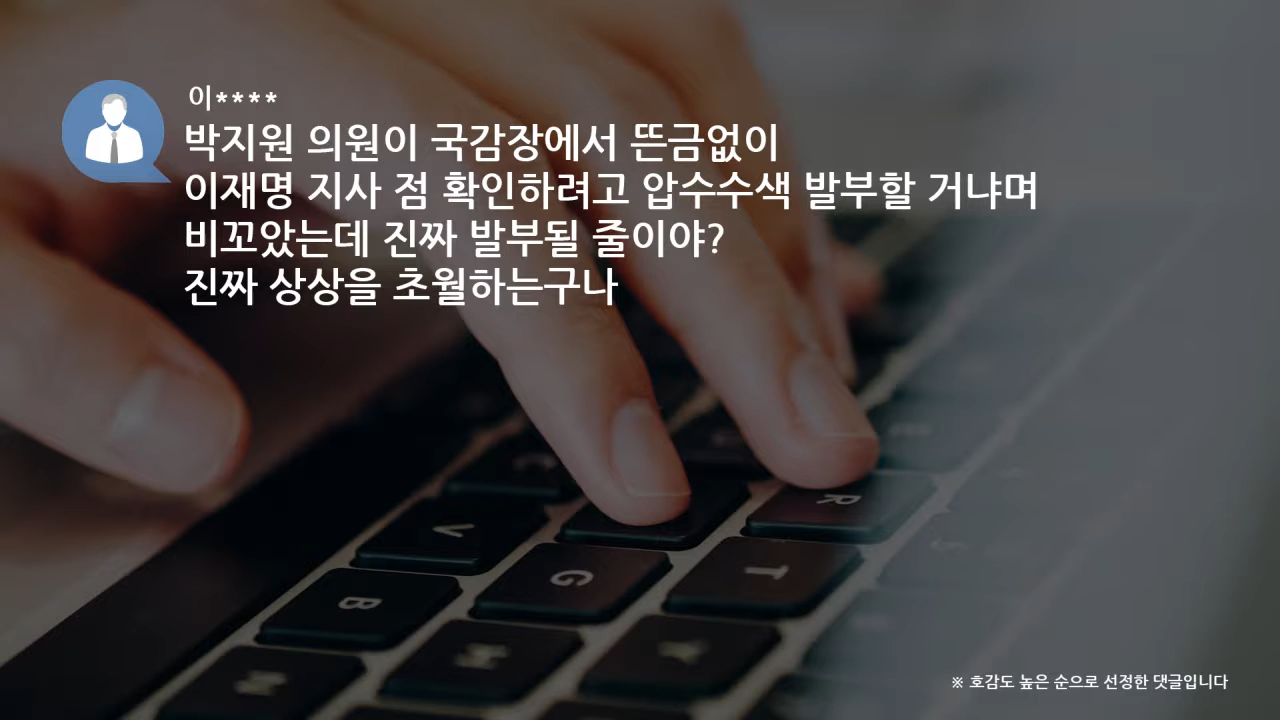 이****
박지원 의원이 국감장에서 뜬금없이
이재명 지사 점 확인하려고 압수수색 발부할 거냐며
비꼬았는데 진짜 발부될 줄이야?
진짜 상상을 초월하는구나
C
R
V
G
T
B
N
※ 호감도 높은 순으로 선정한 댓글입니다